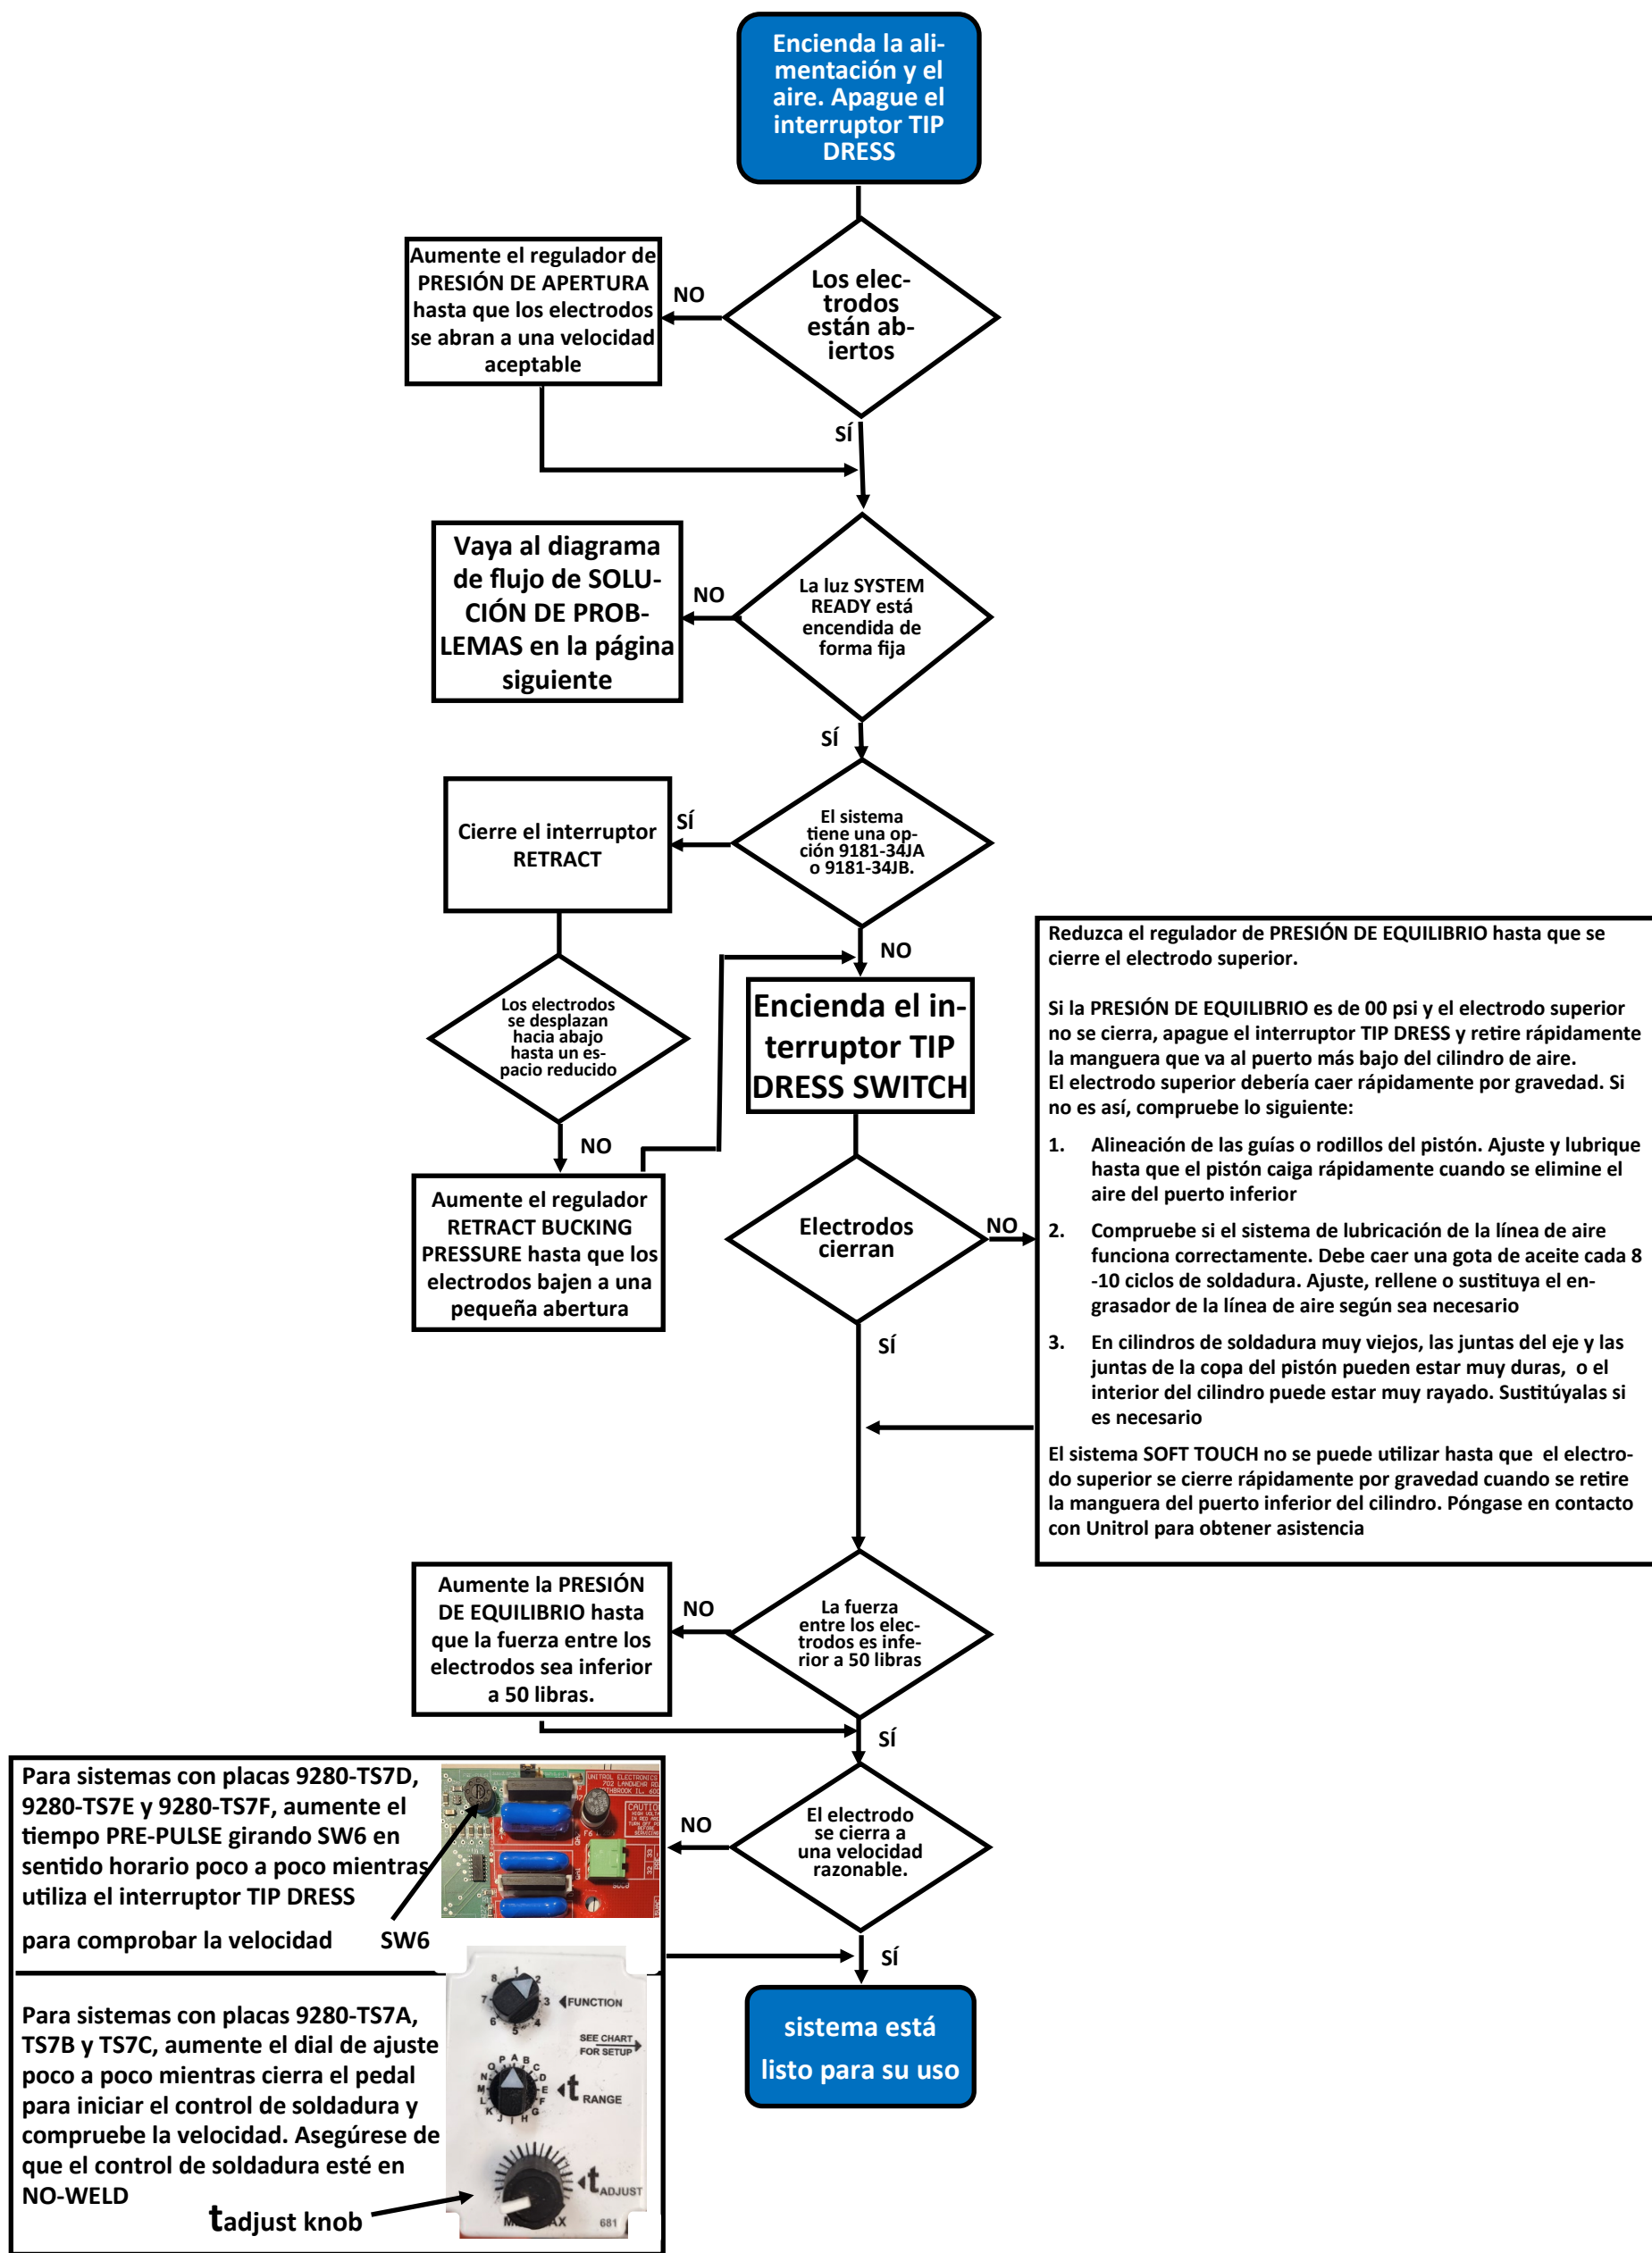 Encienda la ali-
mentación y el
aire. Apague el
interruptor TIP
DRESS
Los elec-
trodos
están ab-
iertos
NO
Aumente el regulador de
PRESIÓN DE APERTURA
hasta que los electrodos
se abran a una velocidad
aceptable
SÍ
La luz SYSTEM
READY está
encendida de
forma fija
NO
Vaya al diagrama
de flujo de SOLU-
CIÓN DE PROB-
LEMAS en la página
siguiente
SÍ
El sistema
tiene una op-
ción 9181-34JA
o 9181-34JB.
SÍ
Cierre el interruptor
RETRACT
NO
Los electrodos
se desplazan
hacia abajo
hasta un es-
pacio reducido
NO
Aumente el regulador
RETRACT BUCKING
PRESSURE hasta que los
electrodos bajen a una
pequeña abertura
Encienda el in-
terruptor TIP
DRESS SWITCH
Electrodos
cierran
NO
Reduzca el regulador de PRESIÓN DE EQUILIBRIO hasta que se
cierre el electrodo superior.
Si la PRESIÓN DE EQUILIBRIO es de 00 psi y el electrodo superior
no se cierra, apague el interruptor TIP DRESS y retire rápidamente
la manguera que va al puerto más bajo del cilindro de aire.
El electrodo superior debería caer rápidamente por gravedad. Si
no es así, compruebe lo siguiente:
1. Alineación de las guías o rodillos del pistón. Ajuste y lubrique
hasta que el pistón caiga rápidamente cuando se elimine el
aire del puerto inferior
2. Compruebe si el sistema de lubricación de la línea de aire
funciona correctamente. Debe caer una gota de aceite cada 8
-10 ciclos de soldadura. Ajuste, rellene o sustituya el en-
grasador de la línea de aire según sea necesario
3. En cilindros de soldadura muy viejos, las juntas del eje y las
juntas de la copa del pistón pueden estar muy duras, o el
interior del cilindro puede estar muy rayado. Sustitúyalas si
es necesario
El sistema SOFT TOUCH no se puede utilizar hasta que el electro-
do superior se cierre rápidamente por gravedad cuando se retire
la manguera del puerto inferior del cilindro. Póngase en contacto
con Unitrol para obtener asistencia
SÍ
La fuerza
entre los elec-
trodos es infe-
rior a 50 libras
NO
Aumente la PRESIÓN
DE EQUILIBRIO hasta
que la fuerza entre los
electrodos sea inferior
a 50 libras.
SÍ
El electrodo
se cierra a
una velocidad
razonable.
NO
Para sistemas con placas 9280-TS7D,
9280-TS7E y 9280-TS7F, aumente el
tiempo PRE-PULSE girando SW6 en
sentido horario poco a poco mientras
utiliza el interruptor TIP DRESS
para comprobar la velocidad SW6
UNITROL ELECTRONICS
702 LANDWEHR RD
Para sistemas con placas 9280-TS7A,
TS7B y TS7C, aumente el dial de ajuste
poco a poco mientras cierra el pedal
para iniciar el control de soldadura y
compruebe la velocidad. Asegúrese de
que el control de soldadura esté en
NO-WELD
tadjust knob
1 2 3 4 5 6 7 8
FUNCTION
SEE CHART
FOR SETUP
A B C D E F G H I J K L M N O P
t RANGE
t ADJUST
681
SÍ
sistema está
listo para su uso